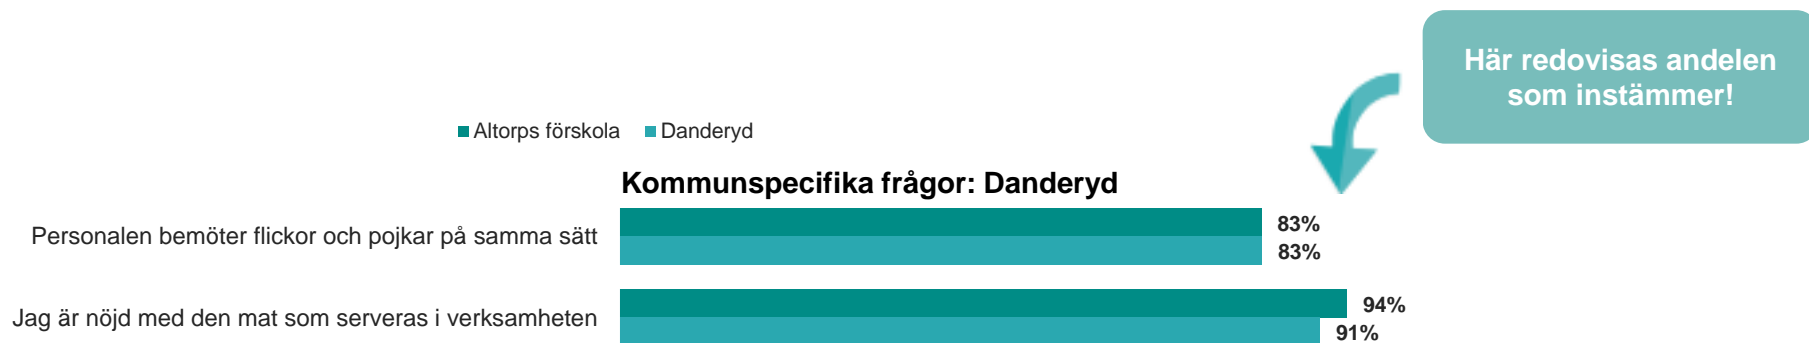 Här redovisas andelen
som instämmer!
Altorps förskola Danderyd
Kommunspecifika frågor: Danderyd
Personalen bemöter flickor och pojkar på samma sätt
83%
83%
Jag är nöjd med den mat som serveras i verksamheten
94%
91%